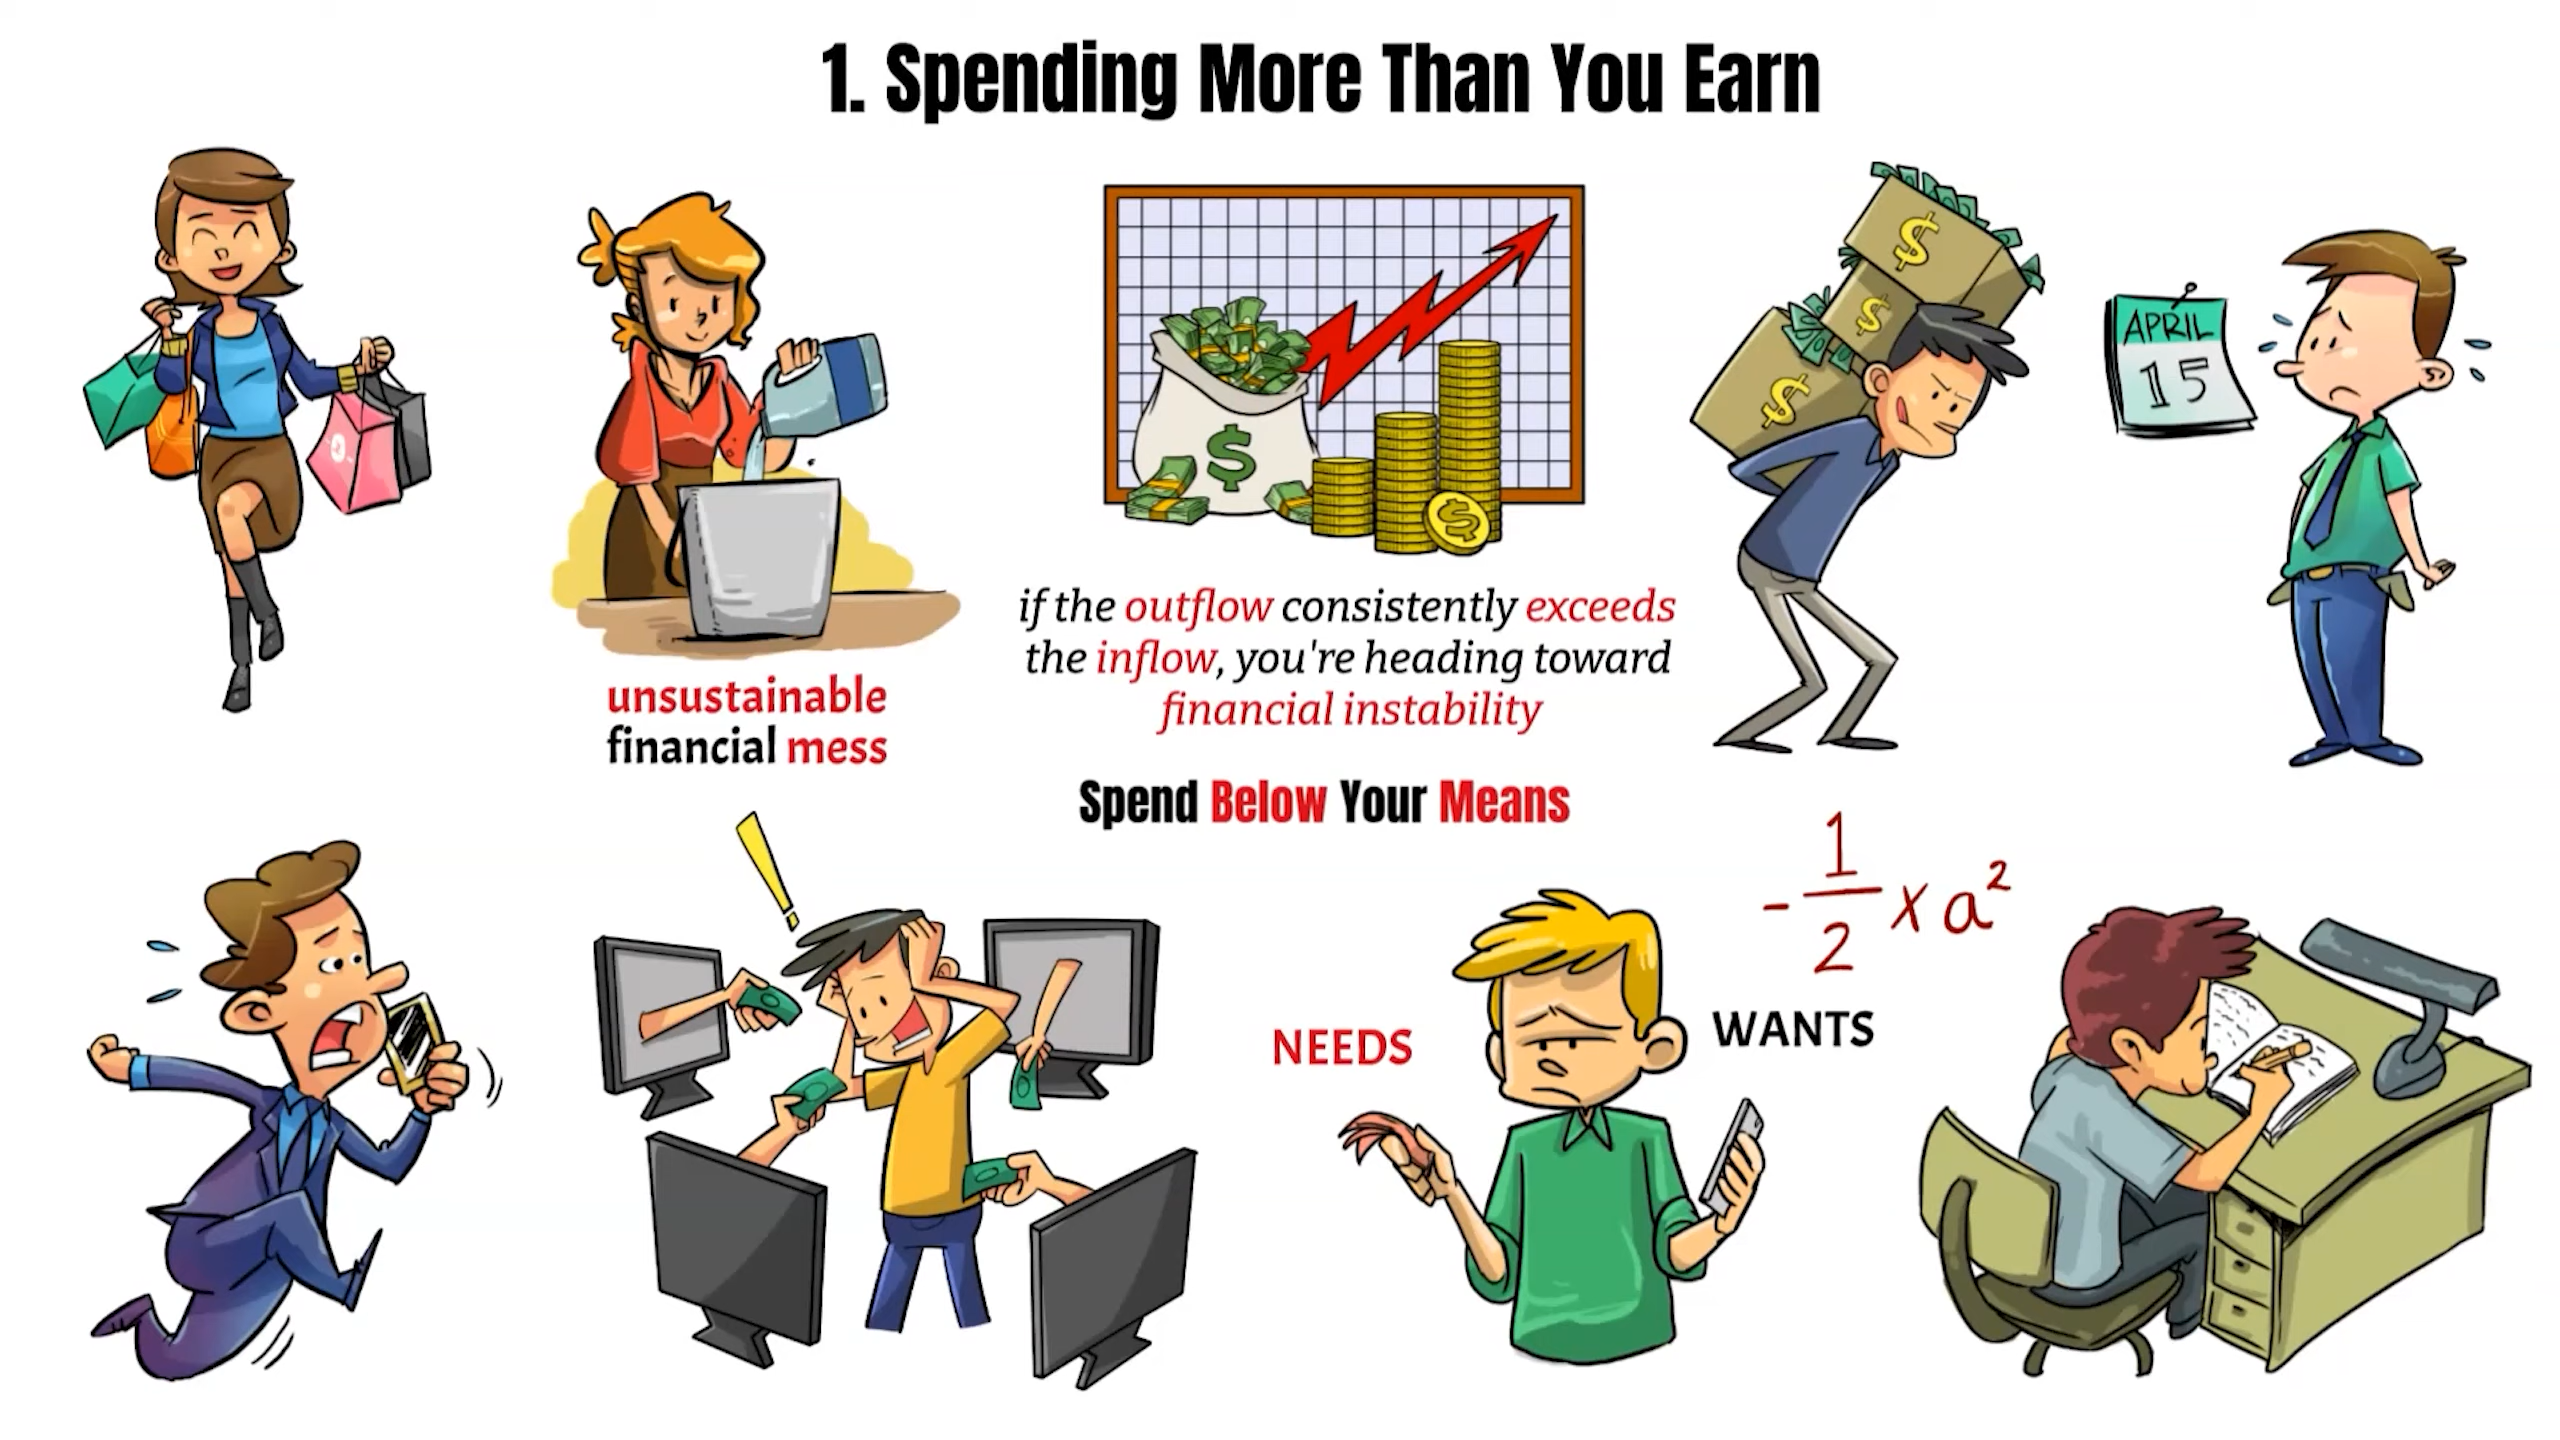 1. Spending More Than You Earn
$
$
$
$
$
$
APRIL
15
if the outflow consistently exceeds
the inflow, you're heading toward
financial instability
unsustainable
financial mess
Spend Below Your Means
- 1/2 x a²
NEEDS
WANTS